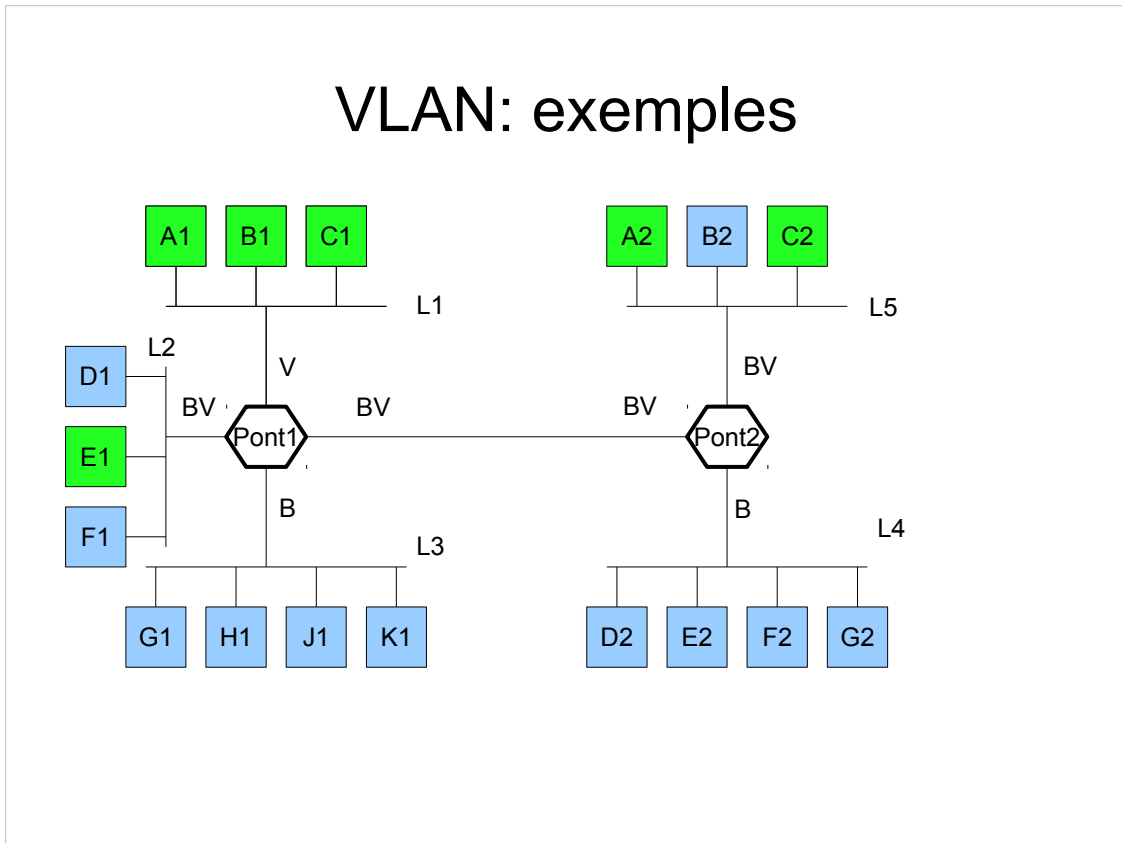 VLAN: exemples
A1 B1 C1 A2 B2 C2
L1 L5
L2
D1 V BV
BV BV BV
Pont1 Pont2
E1
B B
F1
L3 L4
G1 H1 J1 K1 D2 E2 F2 G2